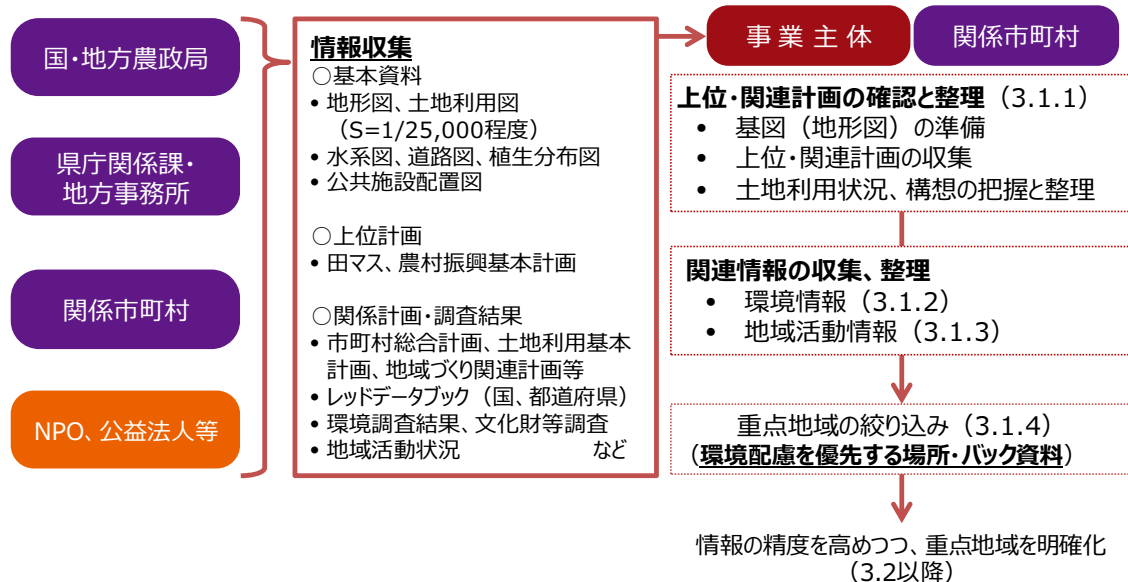 国・地方農政局
県庁関係課・
地方事務所
関係市町村
NPO、公益法人等
情報収集
○基本資料
• 地形図、土地利用図
（S=1/25,000程度）
• 水系図、道路図、植生分布図
• 公共施設配置図
○上位計画
• 田マス、農村振興基本計画
○関係計画・調査結果
• 市町村総合計画、土地利用基本
計画、地域づくり関連計画等
• レッドデータブック（国、都道府県）
• 環境調査結果、文化財等調査
• 地域活動状況 など
事業主体
関係市町村
上位・関連計画の確認と整理（3.1.1）
• 基図（地形図）の準備
• 上位・関連計画の収集
• 土地利用状況、構想の把握と整理
関連情報の収集、整理
• 環境情報（3.1.2）
• 地域活動情報（3.1.3）
重点地域の絞り込み（3.1.4）
（環境配慮を優先する場所・バック資料）
情報の精度を高めつつ、重点地域を明確化
（3.2以降）